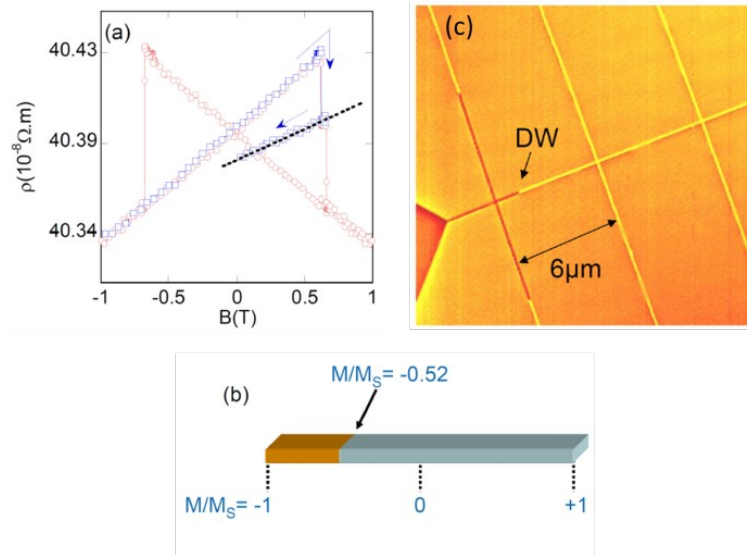 (a)
ρ(10⁻⁸Ω.m)
40.43
40.39
40.34
-1 -0.5 0 0.5 1
B(T)
(c)
DW
6µm
(b)
M/MS= -0.52
M/MS= -1 0 +1